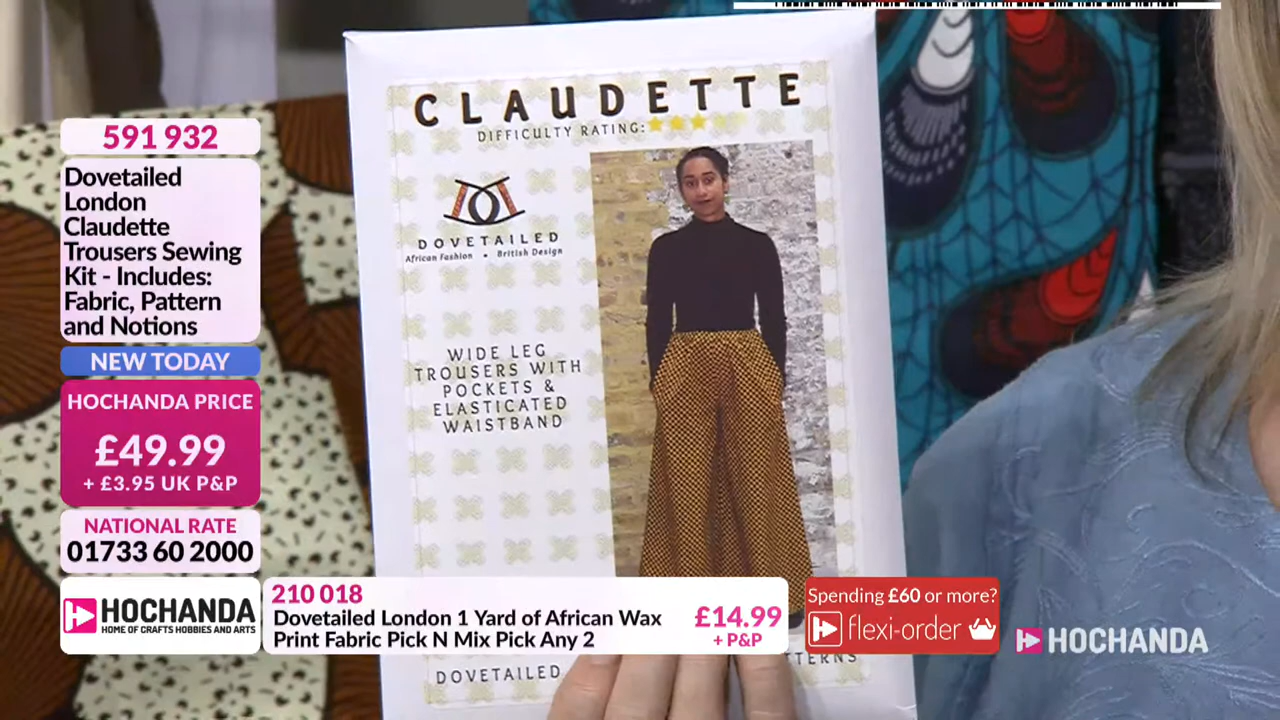 CLAUDETTE
DIFFICULTY RATING:
DOVETAILED
African Fashion • British Design
WIDE LEG
TROUSERS WITH
POCKETS &
ELASTICATED
WAISTBAND
DOVETAILED
TTERNS
591 932
Dovetailed
London
Claudette
Trousers Sewing
Kit - Includes:
Fabric, Pattern
and Notions
NEW TODAY
HOCHANDA PRICE
£49.99
+ £3.95 UK P&P
NATIONAL RATE
01733 60 2000
HOCHANDA
HOME OF CRAFTS HOBBIES AND ARTS
210 018
Dovetailed London 1 Yard of African Wax
Print Fabric Pick N Mix Pick Any 2
£14.99
+ P&P
Spending £60 or more?
flexi-order
HOCHANDA